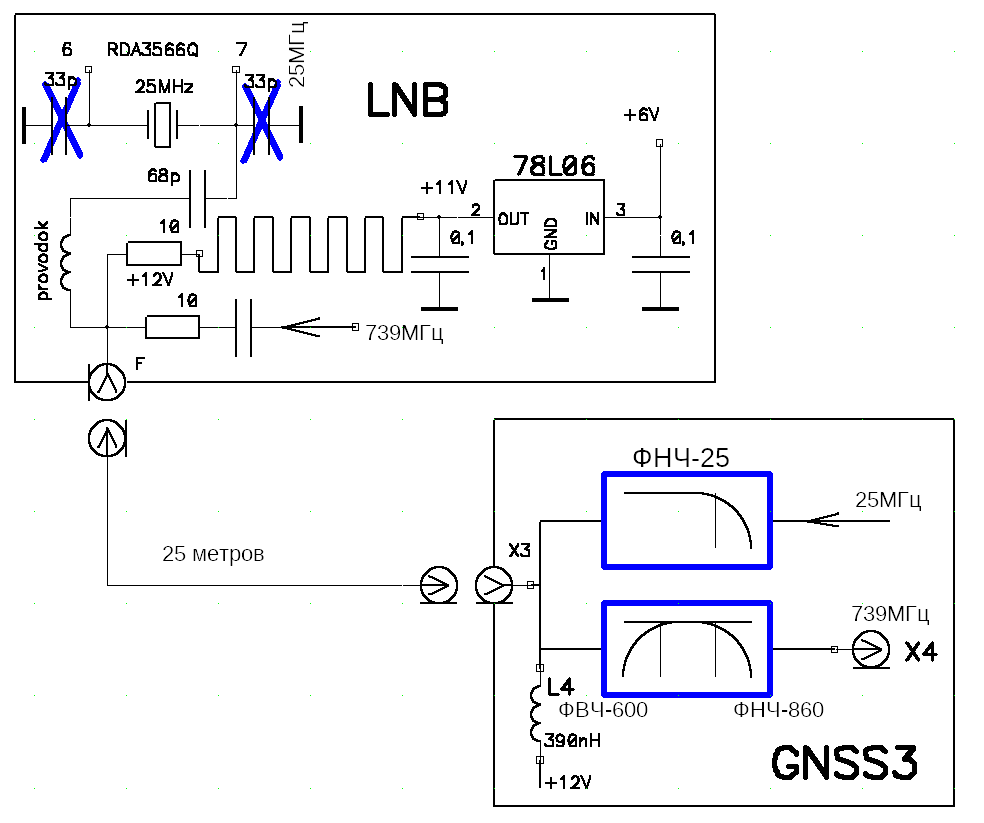 6 RDA3566Q 7
25МГц
33p 33p
25MHz
LNB
+6V
78L06
68p
+11V
2 OUT IN 3
GND
1
provodok
10
0,1 0,1
+12V
10
739МГц
F
ФНЧ-25
25МГц
X3
25 метров
739МГц
X4
L4
ФВЧ-600 ФНЧ-860
390nH
GNSS3
+12V